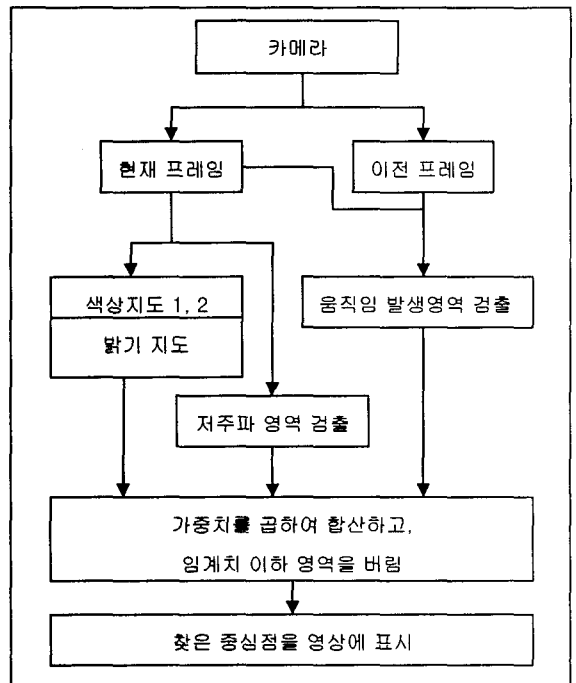 카메라
현재 프레임
이전 프레임
색상지도 1, 2
밝기 지도
움직임 발생영역 검출
저주파 영역 검출
가중치를 곱하여 합산하고,
임계치 이하 영역을 버림
찾은 중심점을 영상에 표시